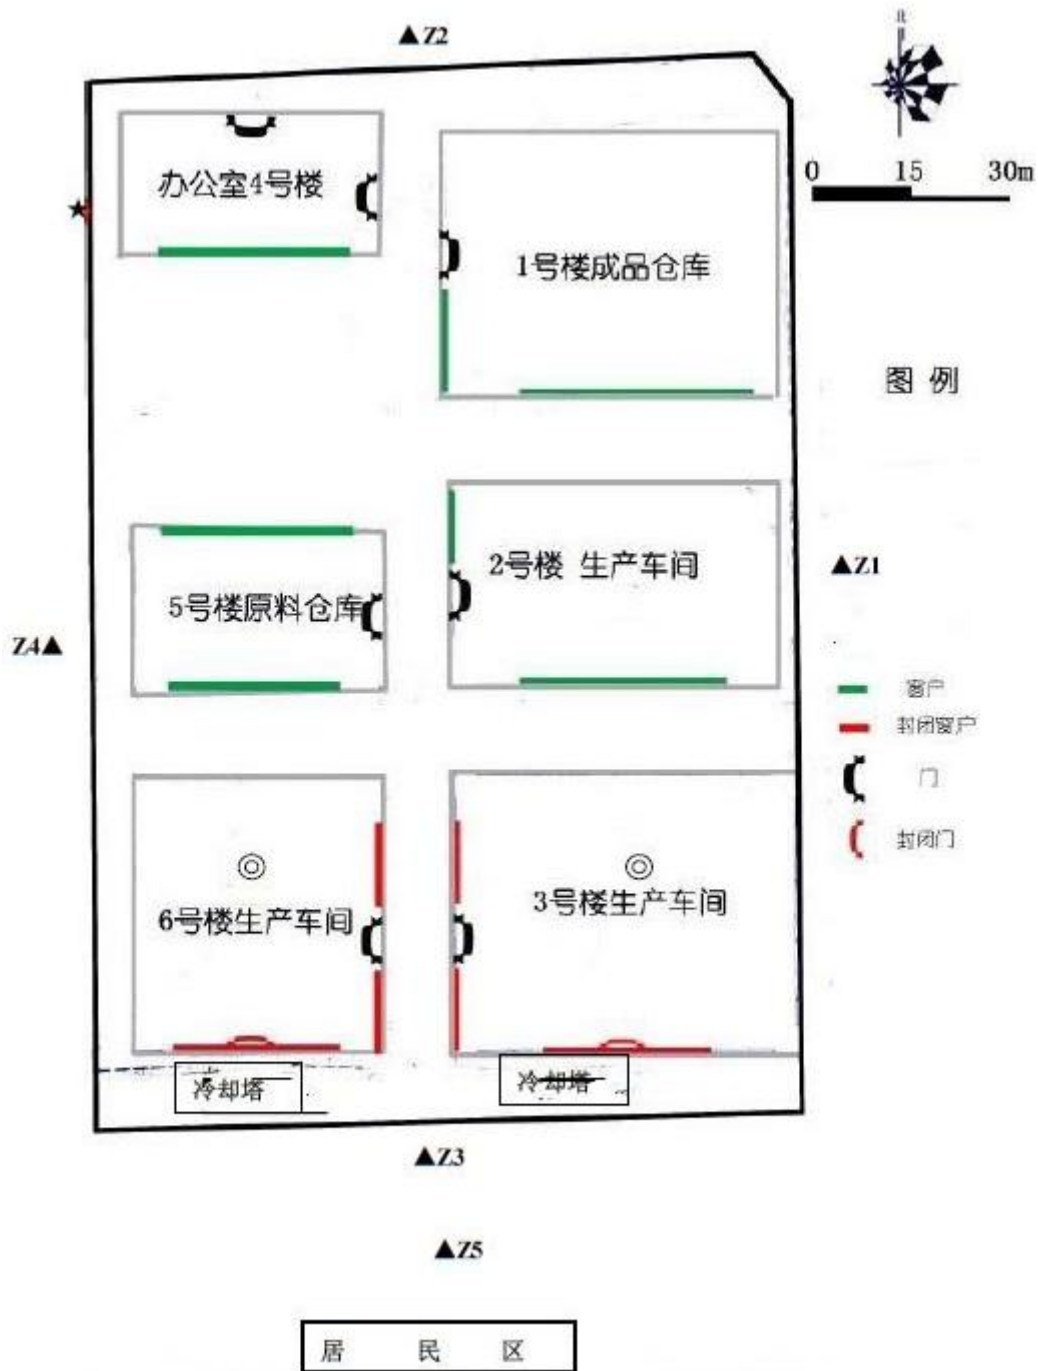 ▲Z2
北
0 15 30m
办公室4号楼
★
1号楼成品仓库
图 例
2号楼 生产车间
▲Z1
5号楼原料仓库
Z4▲
窗户
封闭窗户
门
封闭门
6号楼生产车间
3号楼生产车间
冷却塔
冷却塔
▲Z3
▲Z5
居 民 区